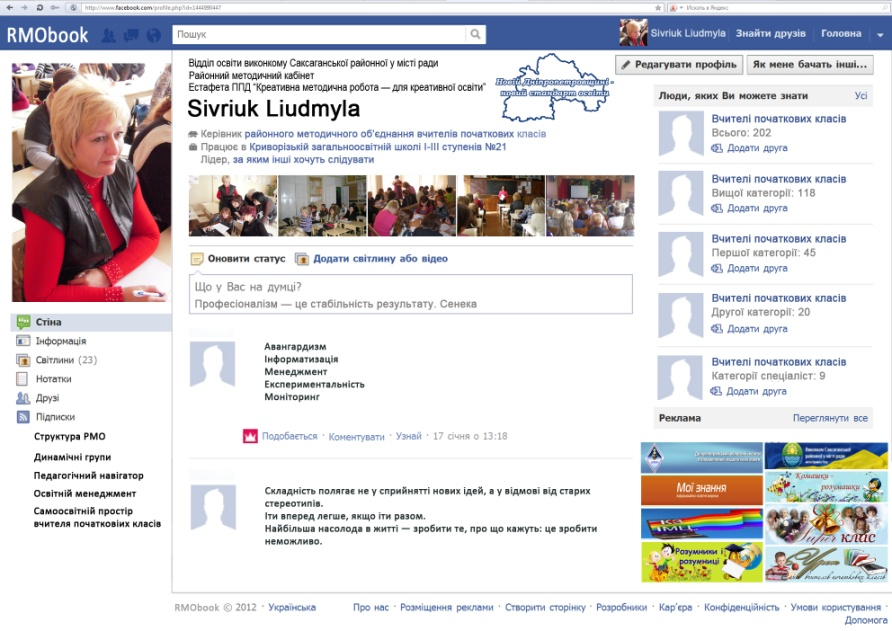 http://www.facebook.com/profile.php?id=1444999447
Искать в Яндекс
RMObook
Пошук
Sivriuk Liudmyla
Знайти друзів
Головна
Відділ освіти виконкому Саксаганської районної у місті ради
Районний методичний кабінет
Естафета ППД "Креативна методична робота — для креативної освіти"
Sivriuk Liudmyla
Новій Дніпропетровщині -
новий стандарт освіти
Редагувати профіль
Як мене бачать інші...
Керівник районного методичного об'єднання вчителів початкових класів
Працює в Криворізькій загальноосвітній школі І-ІІІ ступенів №21
Лідер, за яким інші хочуть слідувати
Оновити статус
Додати світлину або відео
Що у Вас на думці?
Професіоналізм — це стабільність результату. Сенека
Стіна
Інформація
Світлини (23)
Нотатки
Друзі
Підписки
Структура РМО
Динамічні групи
Педагогічний навігатор
Освітній менеджмент
Самоосвітній простір
вчителя початкових класів
Авангардизм
Інформатизація
Менеджмент
Експериментальність
Моніторинг
Подобається · Коментувати · Узнай · 17 січня о 13:18
Складність полягає не у сприйнятті нових ідей, а у відмові від старих
стереотипів.
Іти вперед легше, якщо іти разом.
Найбільша насолода в житті — зробити те, про що кажуть: це зробити
неможливо.
Люди, яких Ви можете знати
Усі
Вчителі початкових класів
Всього: 202
Додати друга
Вчителі початкових класів
Вищої категорії: 118
Додати друга
Вчителі початкових класів
Першої категорії: 45
Додати друга
Вчителі початкових класів
Другої категорії: 20
Додати друга
Вчителі початкових класів
Категорії спеціаліст: 9
Додати друга
Реклама
Переглянути все
Мої знання
Комашки-
розумашки
Розумники і
розумниці
клас
Урок
RMObook © 2012 · Українська
Про нас · Розміщення реклами · Створити сторінку · Розробники · Кар'єра · Конфіденційність · Умови користування ·
Допомога